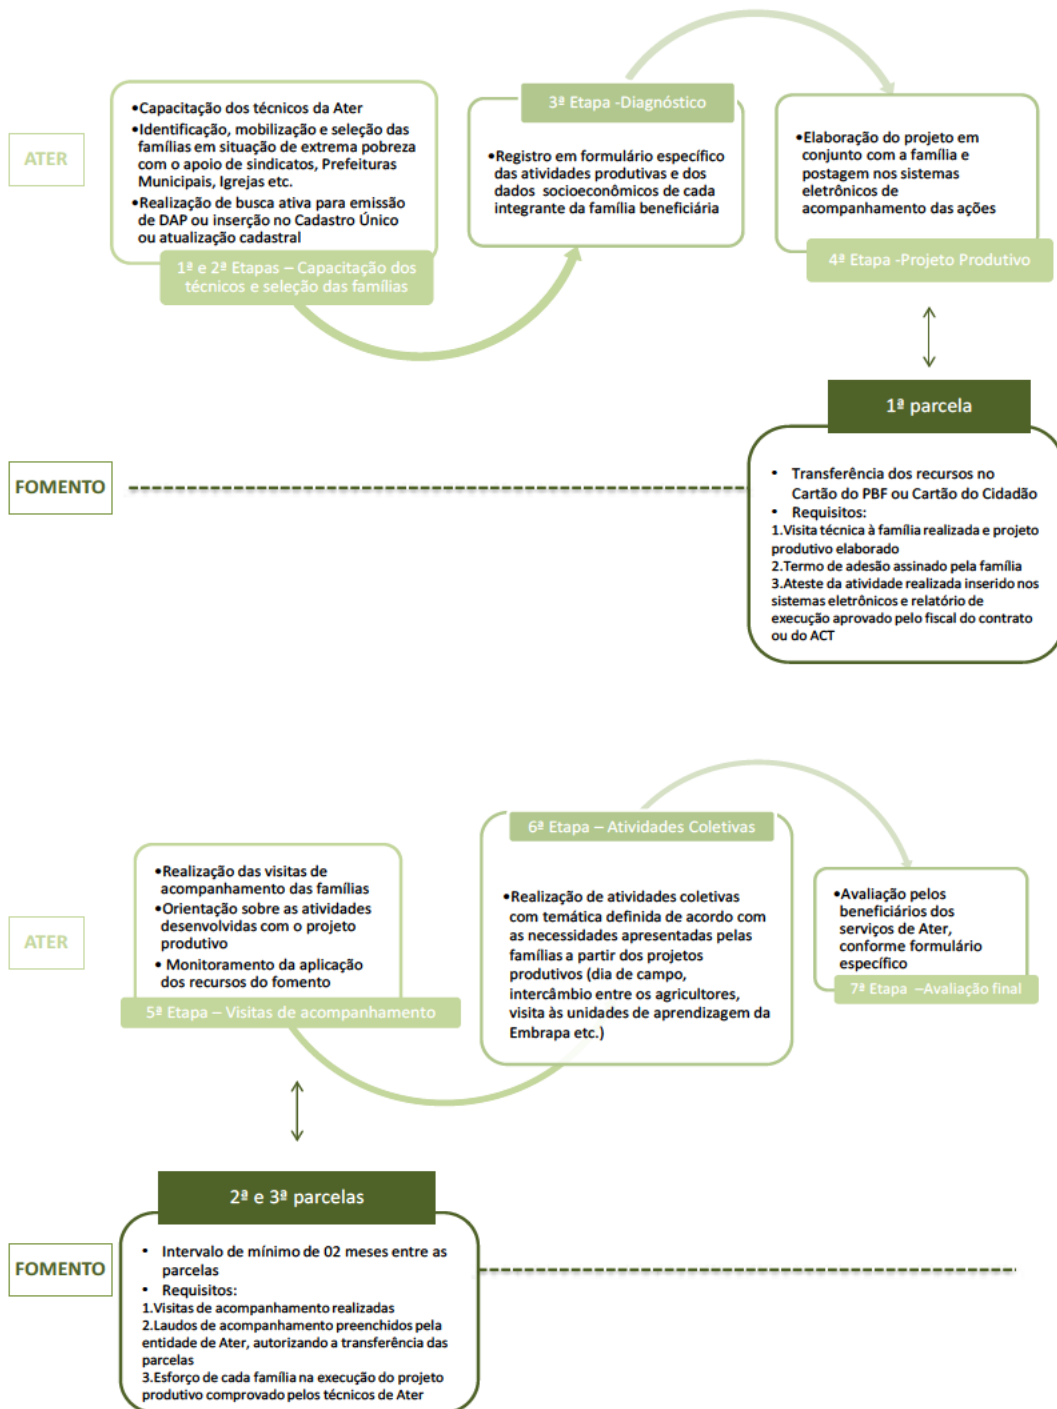 ATER
•Capacitação dos técnicos da Ater
•Identificação, mobilização e seleção das
famílias em situação de extrema pobreza
com o apoio de sindicatos, Prefeituras
Municipais, Igrejas etc.
•Realização de busca ativa para emissão
de DAP ou inserção no Cadastro Único
ou atualização cadastral
1ª e 2ª Etapas – Capacitação dos
técnicos e seleção das famílias
3ª Etapa -Diagnóstico
•Registro em formulário específico
das atividades produtivas e dos
dados socioeconômicos de cada
integrante da família beneficiária
•Elaboração do projeto em
conjunto com a família e
postagem nos sistemas
eletrônicos de
acompanhamento das ações
4ª Etapa -Projeto Produtivo
FOMENTO
1ª parcela
• Transferência dos recursos no
Cartão do PBF ou Cartão do Cidadão
• Requisitos:
1.Visita técnica à família realizada e projeto
produtivo elaborado
2.Termo de adesão assinado pela família
3.Ateste da atividade realizada inserido nos
sistemas eletrônicos e relatório de
execução aprovado pelo fiscal do contrato
ou do ACT
ATER
•Realização das visitas de
acompanhamento das famílias
•Orientação sobre as atividades
desenvolvidas com o projeto
produtivo
• Monitoramento da aplicação
dos recursos do fomento
5ª Etapa – Visitas de acompanhamento
6ª Etapa – Atividades Coletivas
•Realização de atividades coletivas
com temática definida de acordo com
as necessidades apresentadas pelas
famílias a partir dos projetos
produtivos (dia de campo,
intercâmbio entre os agricultores,
visita às unidades de aprendizagem da
Embrapa etc.)
•Avaliação pelos
beneficiários dos
serviços de Ater,
conforme formulário
específico
7ª Etapa –Avaliação final
FOMENTO
2ª e 3ª parcelas
• Intervalo de mínimo de 02 meses entre as
parcelas
• Requisitos:
1.Visitas de acompanhamento realizadas
2.Laudos de acompanhamento preenchidos pela
entidade de Ater, autorizando a transferência das
parcelas
3.Esforço de cada família na execução do projeto
produtivo comprovado pelos técnicos de Ater